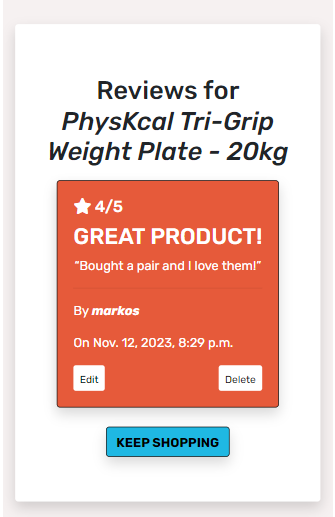 Reviews for
PhysKcal Tri-Grip
Weight Plate - 20kg
4/5
GREAT PRODUCT!
“Bought a pair and I love them!”
By markos
On Nov. 12, 2023, 8:29 p.m.
Edit
Delete
KEEP SHOPPING